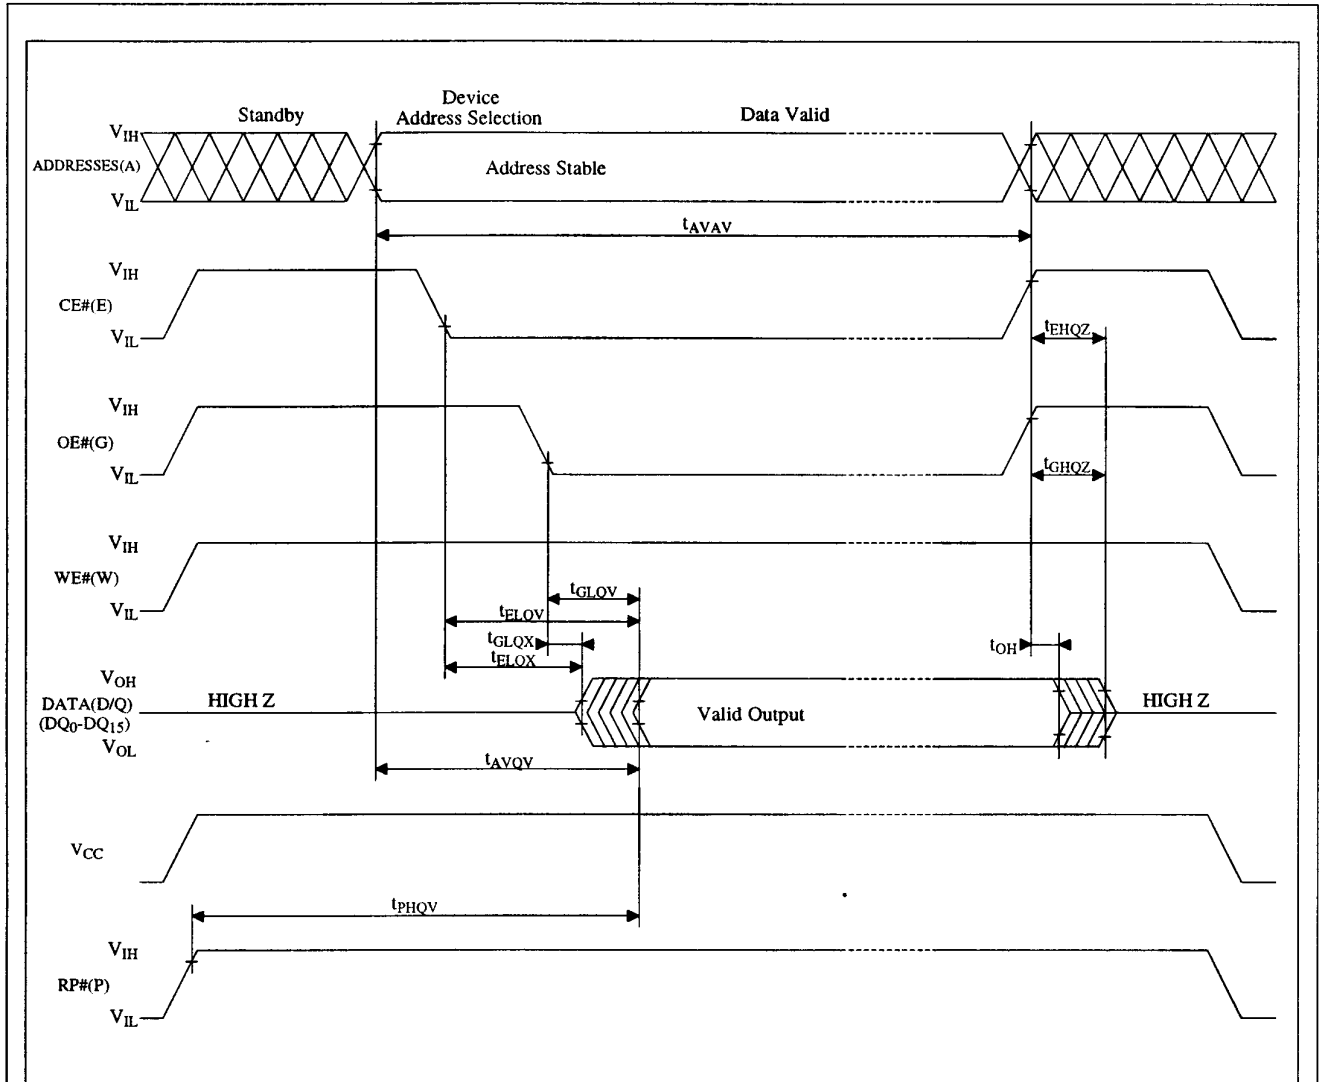 Standby
Device
Address Selection
Data Valid
VIH
ADDRESSES(A)
VIL
Address Stable
tAVAV
VIH
CE#(E)
VIL
tEHQZ
VIH
OE#(G)
VIL
tGHQZ
VIH
WE#(W)
VIL
tGLQV
tELQV
tGLQX
tELQX
tOH
VOH
DATA(D/Q)
(DQ0-DQ15)
VOL
HIGH Z
Valid Output
HIGH Z
tAVQV
VCC
tPHQV
VIH
RP#(P)
VIL